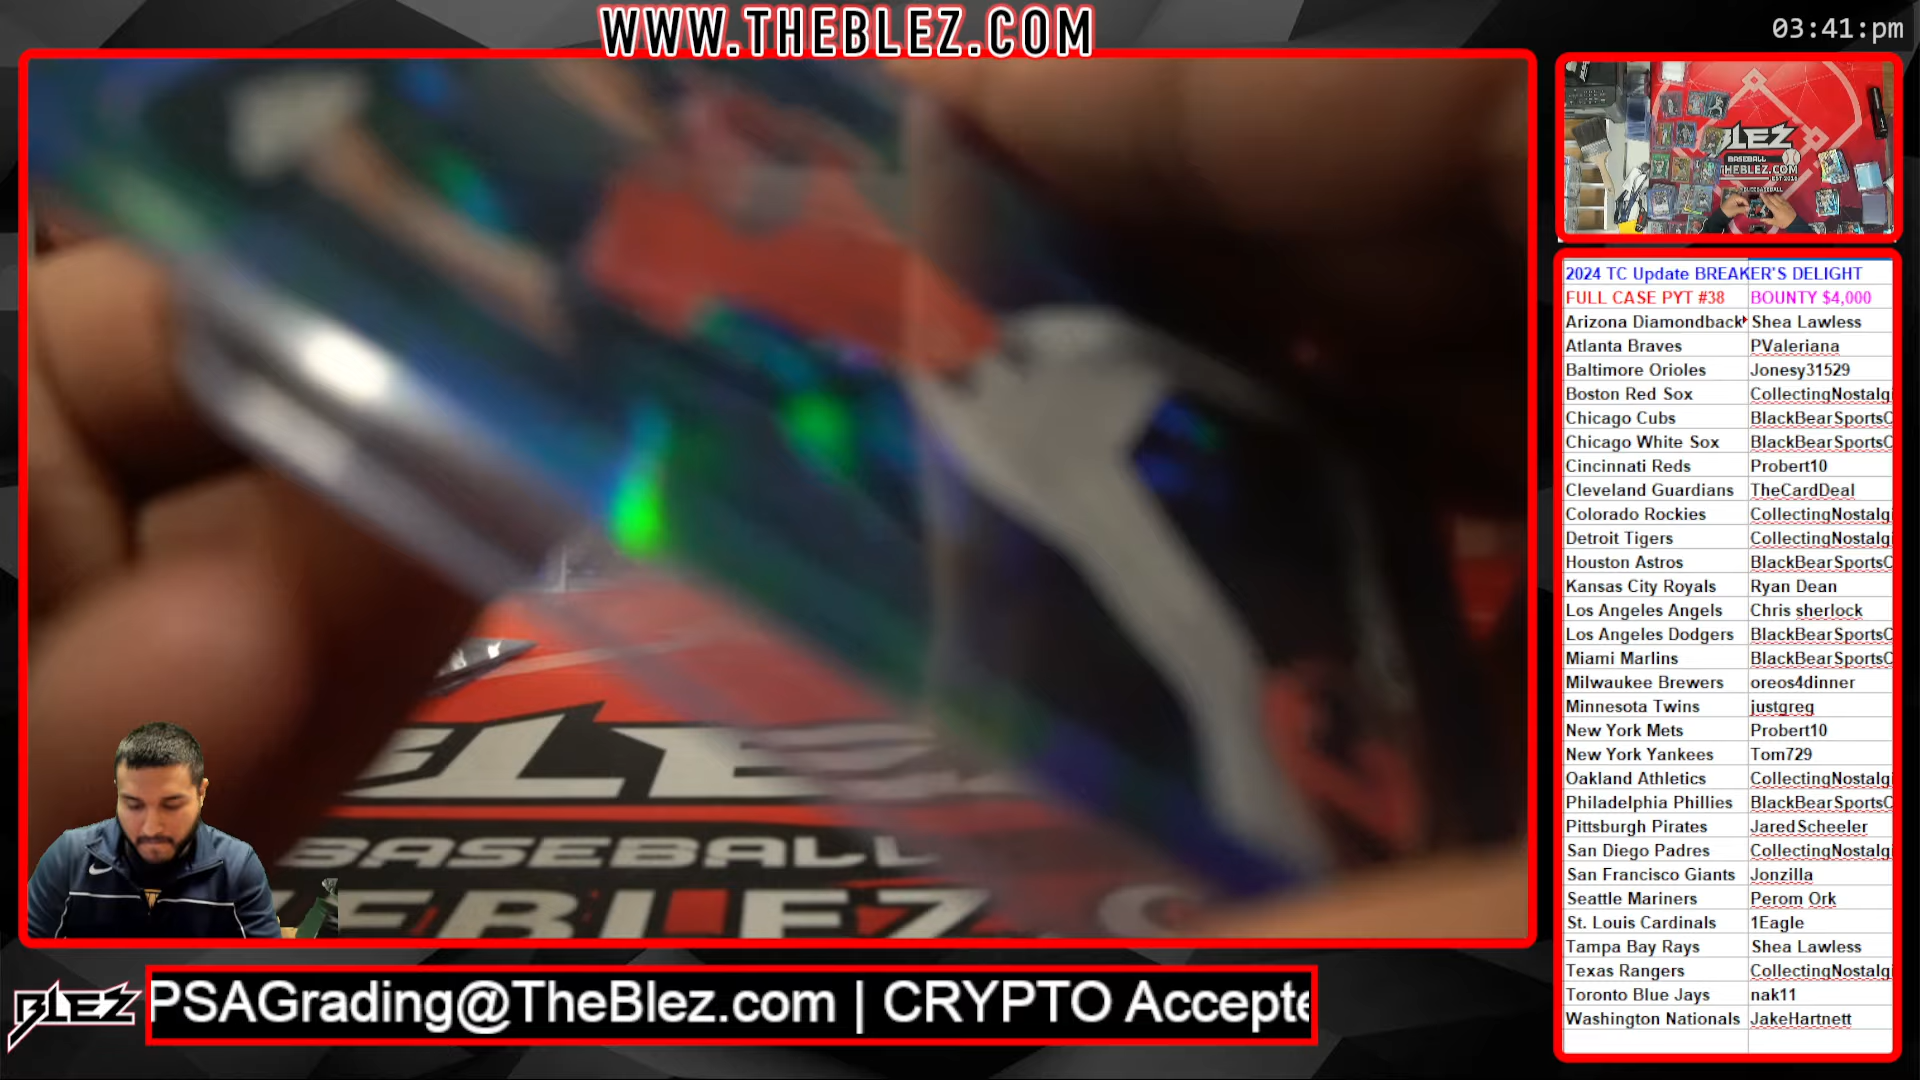 WWW.THEBLEZ.COM
03:41:pm
BLEZ
BASEBALL
THEBLEZ.COM
2024 TC Update BREAKER'S DELIGHT
FULL CASE PYT #38 BOUNTY $4,000
Arizona Diamondback Shea Lawless
Atlanta Braves PValeriana
Baltimore Orioles Jonesy31529
Boston Red Sox CollectingNostalgi
Chicago Cubs BlackBearSportsC
Chicago White Sox BlackBearSportsC
Cincinnati Reds Probert10
Cleveland Guardians TheCardDeal
Colorado Rockies CollectingNostalgi
Detroit Tigers CollectingNostalgi
Houston Astros BlackBearSportsC
Kansas City Royals Ryan Dean
Los Angeles Angels Chris sherlock
Los Angeles Dodgers BlackBearSportsC
Miami Marlins BlackBearSportsC
Milwaukee Brewers oreos4dinner
Minnesota Twins justgreg
New York Mets Probert10
New York Yankees Tom729
Oakland Athletics CollectingNostalgi
Philadelphia Phillies BlackBearSportsC
Pittsburgh Pirates JaredScheeler
San Diego Padres CollectingNostalgi
San Francisco Giants Jonzilla
Seattle Mariners Perom Ork
St. Louis Cardinals 1Eagle
Tampa Bay Rays Shea Lawless
Texas Rangers CollectingNostalgi
Toronto Blue Jays nak11
Washington Nationals JakeHartnett
BLEZ
BASEBALL
BLEZ
PSAGrading@TheBlez.com | CRYPTO Accepte